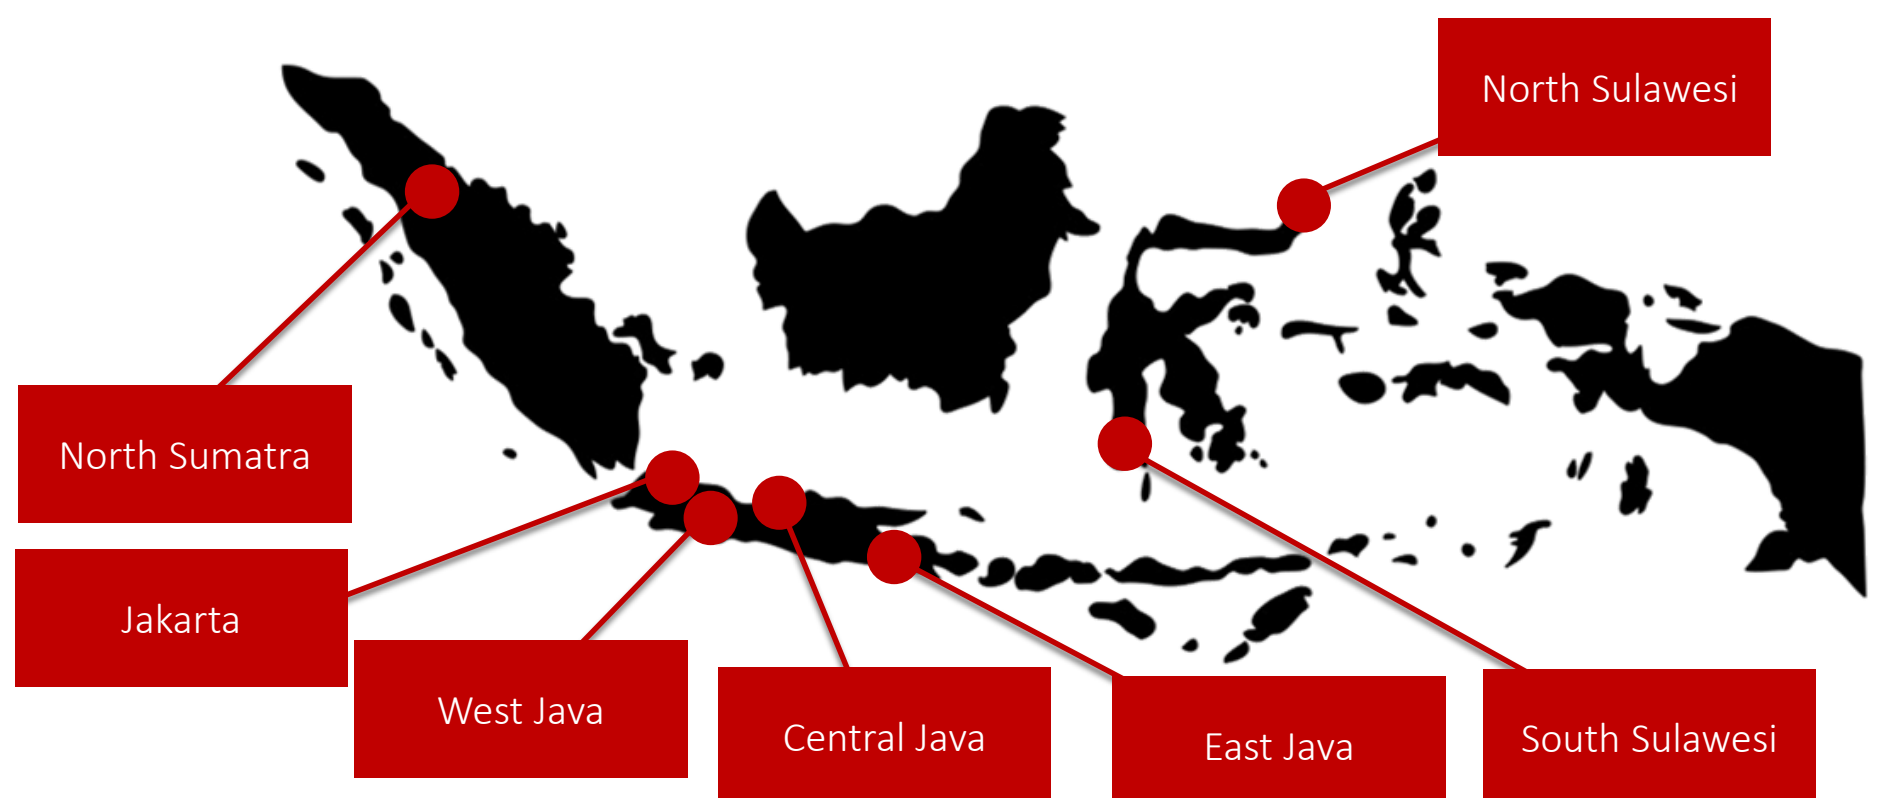 North Sulawesi
North Sumatra
Jakarta
West Java
Central Java
East Java
South Sulawesi